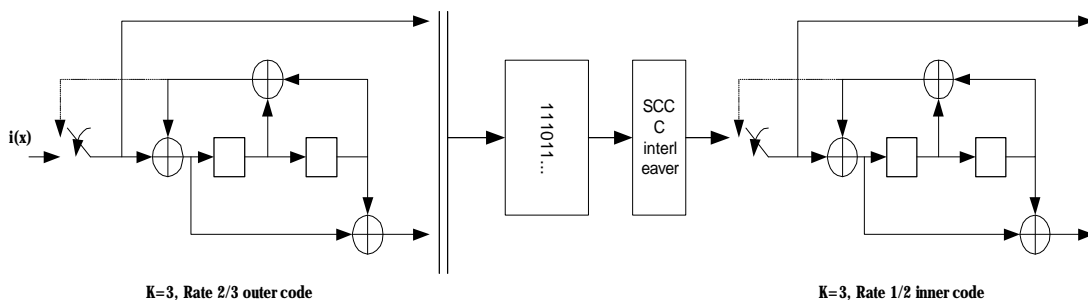 i(x)
111011...
SCC
C
interl
eaver
K=3, Rate 2/3 outer code
K=3, Rate 1/2 inner code